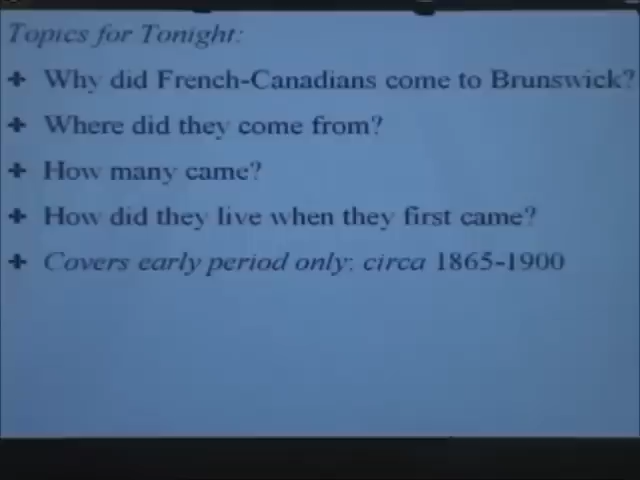 Topics for Tonight:
✚ Why did French-Canadians come to Brunswick?
✚ Where did they come from?
✚ How many came?
✚ How did they live when they first came?
✚ Covers early period only: circa 1865-1900